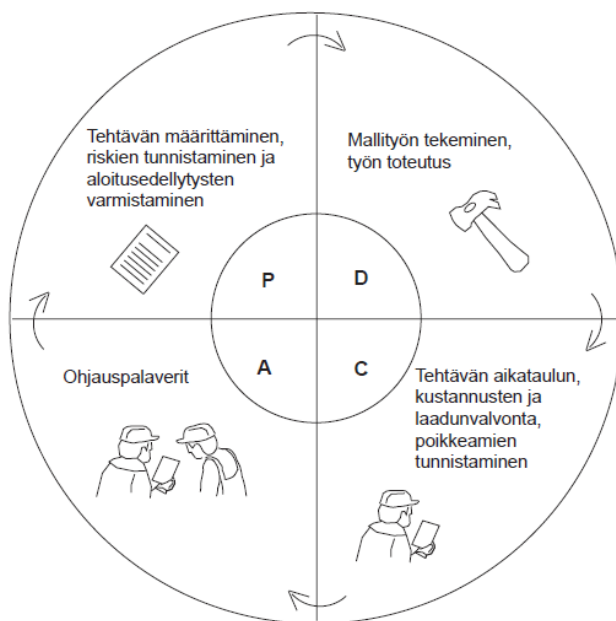 Tehtävän määrittäminen,
riskien tunnistaminen ja
aloitusedellytysten
varmistaminen
Mallityön tekeminen,
työn toteutus
P
D
A
C
Ohjauspalaverit
Tehtävän aikataulun,
kustannusten ja
laadunvalvonta,
poikkeamien
tunnistaminen